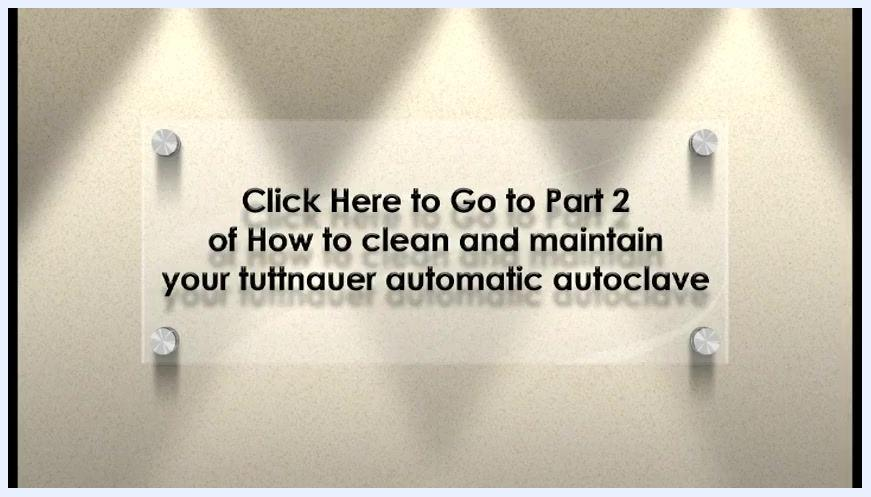 Click Here to Go to Part 2
of How to clean and maintain
your tuttnauer automatic autoclave